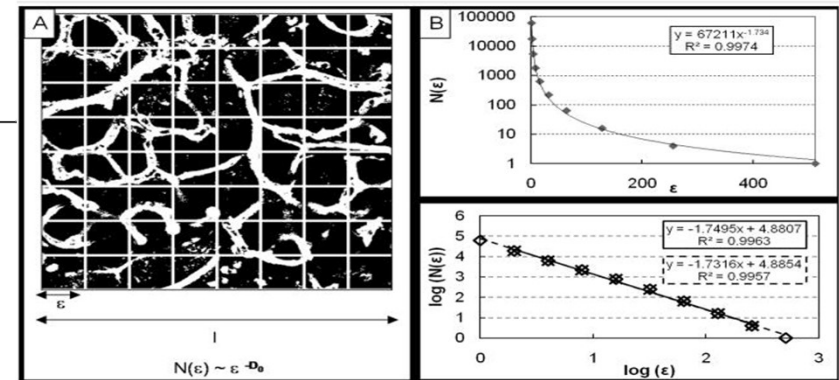 A
ε
l
N(ε) ~ ε -D₀
B
100000
10000
1000
100
10
1
N(ε)
y = 67211x-1.734
R² = 0.9974
0
200
400
ε
6
5
4
3
2
1
0
log (N(ε))
y = -1.7495x + 4.8807
R² = 0.9963
y = -1.7316x + 4.8854
R² = 0.9957
0
1
2
3
log (ε)